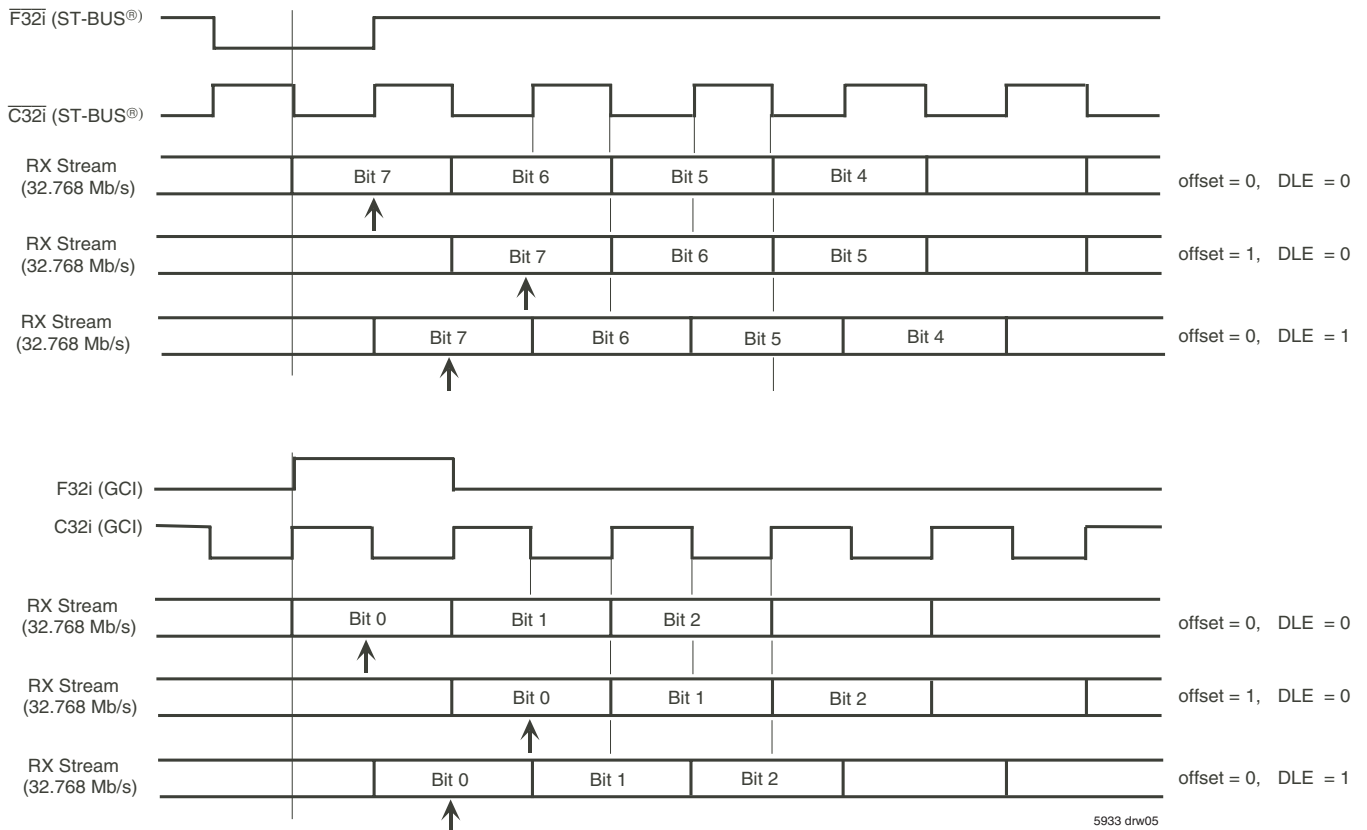 F32i (ST-BUS®)
C32i (ST-BUS®)
RX Stream
(32.768 Mb/s)
Bit 7 Bit 6 Bit 5 Bit 4
offset = 0, DLE = 0
RX Stream
(32.768 Mb/s)
Bit 7 Bit 6 Bit 5
offset = 1, DLE = 0
RX Stream
(32.768 Mb/s)
Bit 7 Bit 6 Bit 5 Bit 4
offset = 0, DLE = 1
F32i (GCI)
C32i (GCI)
RX Stream
(32.768 Mb/s)
Bit 0 Bit 1 Bit 2
offset = 0, DLE = 0
RX Stream
(32.768 Mb/s)
Bit 0 Bit 1 Bit 2
offset = 1, DLE = 0
RX Stream
(32.768 Mb/s)
Bit 0 Bit 1 Bit 2
offset = 0, DLE = 1
5933 drw05